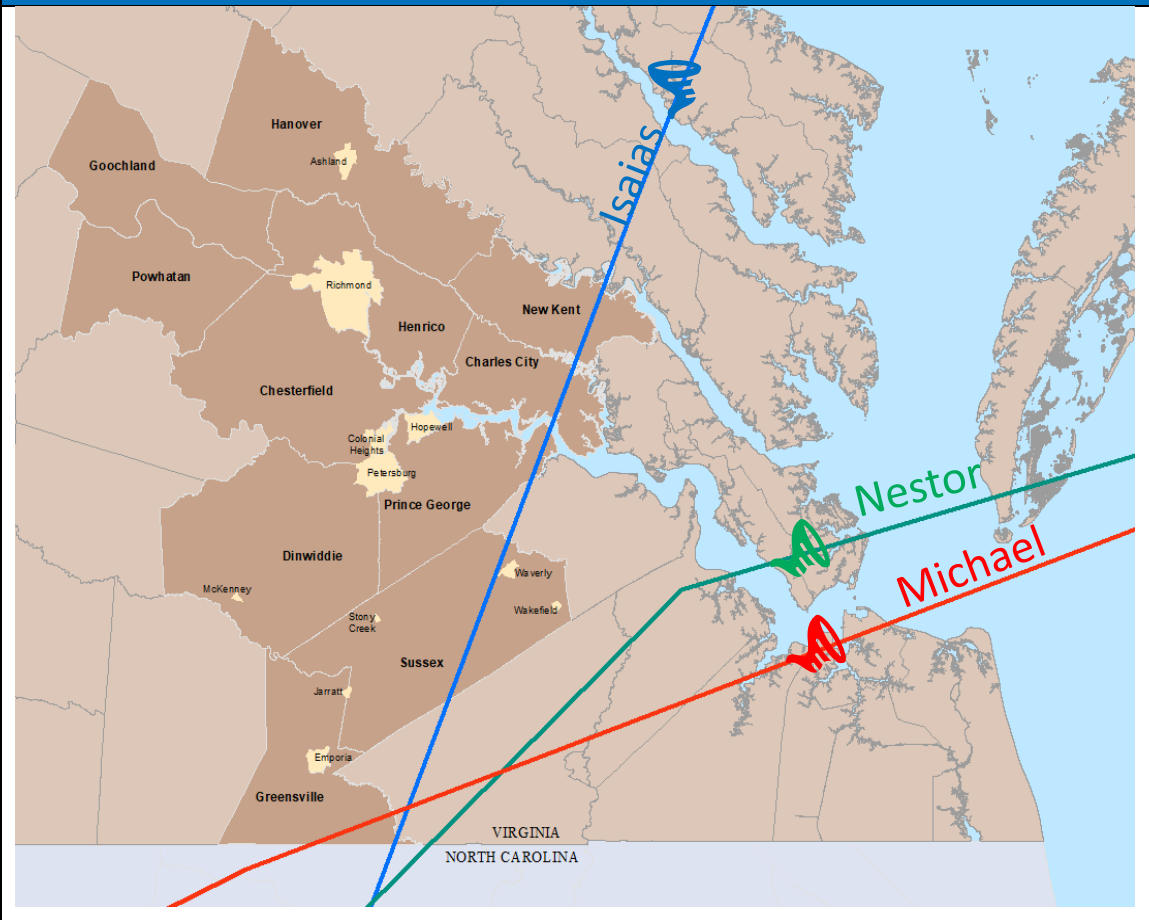 Isaias
Hanover
Ashland
Goochland
Powhatan
Richmond
New Kent
Henrico
Charles City
Chesterfield
Hopewell
Colonial
Heights
Petersburg
Prince George
Nestor
Dinwiddie
Michael
Waverly
McKenney
Wakefield
Stony
Creek
Sussex
Jarratt
Emporia
Greensville
VIRGINIA
NORTH CAROLINA